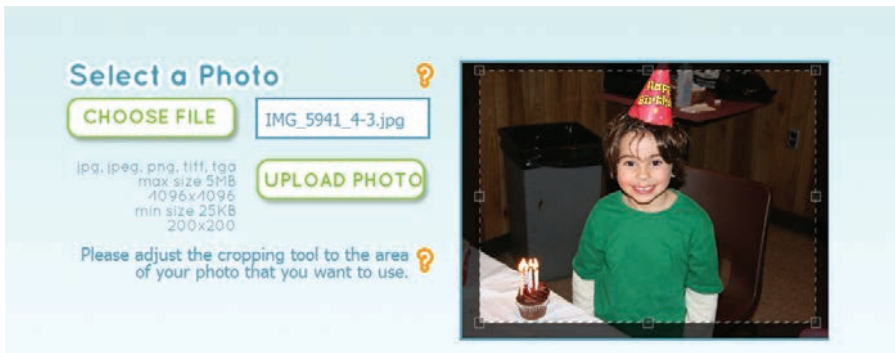 Select a Photo ?
CHOOSE FILE
IMG_5941_4-3.jpg
jpg, jpeg, png, tiff, tga
max size 5MB
4096x4096
min size 25KB
200x200
UPLOAD PHOTO
Please adjust the cropping tool to the area
of your photo that you want to use. ?
Happy
Birthday